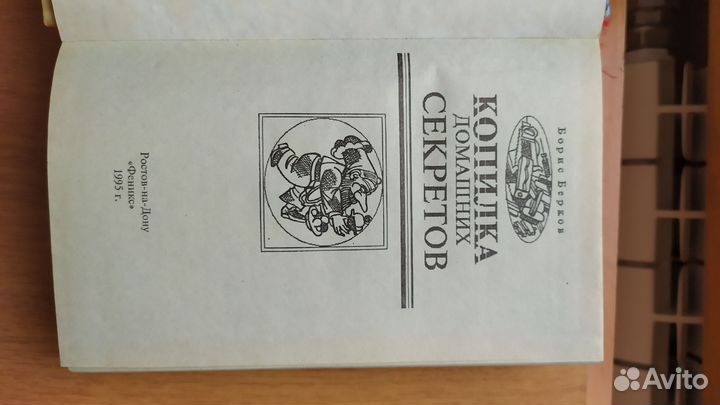 Борис Берков
КОПИЛКА
ДОМАШНИХ
СЕКРЕТОВ
Ростов-на-Дону
«Феникс»
1995 г.
Avito